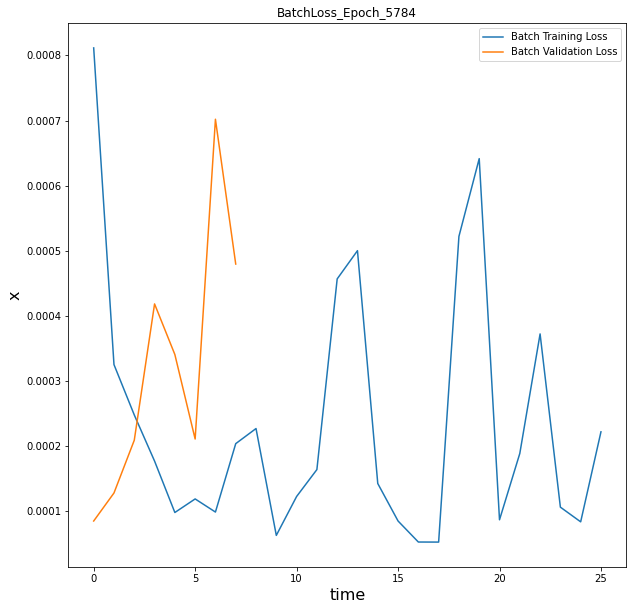 BatchLoss_Epoch_5784
Batch Training Loss
Batch Validation Loss
0.0008
0.0007
0.0006
0.0005
0.0004
0.0003
0.0002
0.0001
x
0 5 10 15 20 25
time